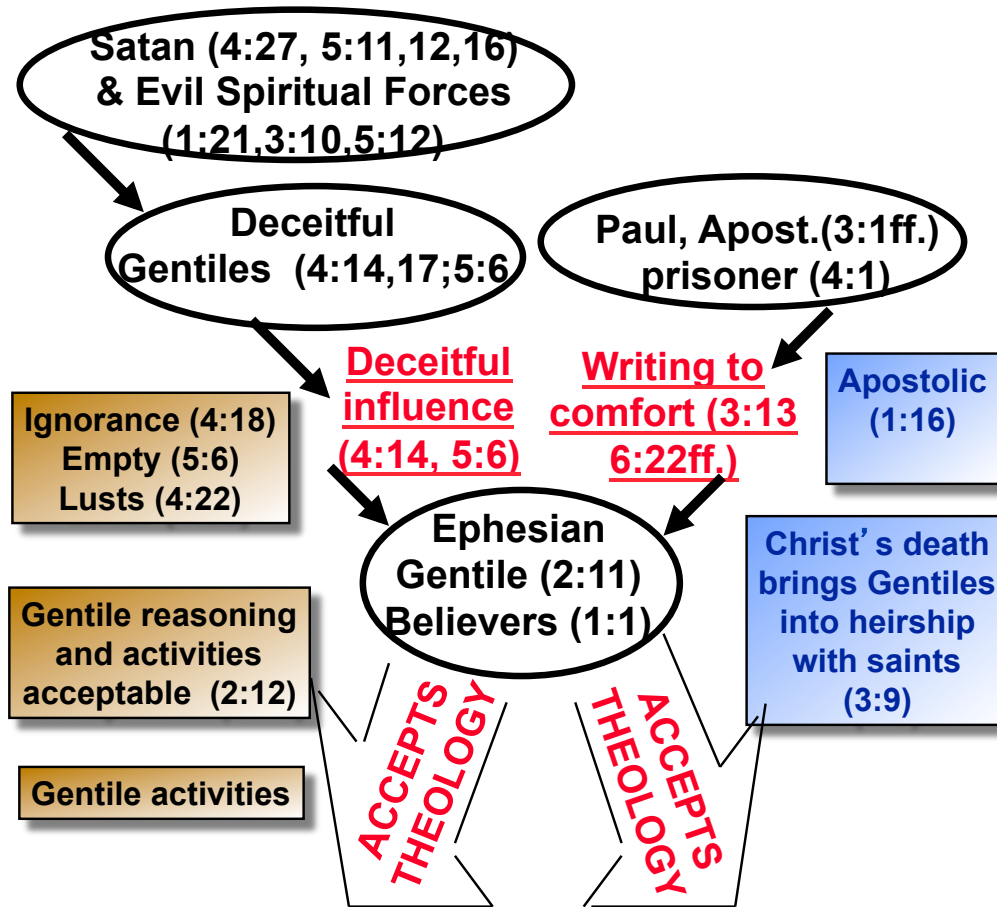 Satan (4:27, 5:11,12,16)
& Evil Spiritual Forces
(1:21,3:10,5:12)
Deceitful
Gentiles (4:14,17;5:6
Paul, Apost.(3:1ff.)
prisoner (4:1)
Deceitful
influence
(4:14, 5:6)
Writing to
comfort (3:13
6:22ff.)
Apostolic
(1:16)
Ignorance (4:18)
Empty (5:6)
Lusts (4:22)
Ephesian
Gentile (2:11)
Believers (1:1)
Christ's death
brings Gentiles
into heirship
with saints
(3:9)
Gentile reasoning
and activities
acceptable (2:12)
Gentile activities
ACCEPTS
THEOLOGY
ACCEPTS
THEOLOGY